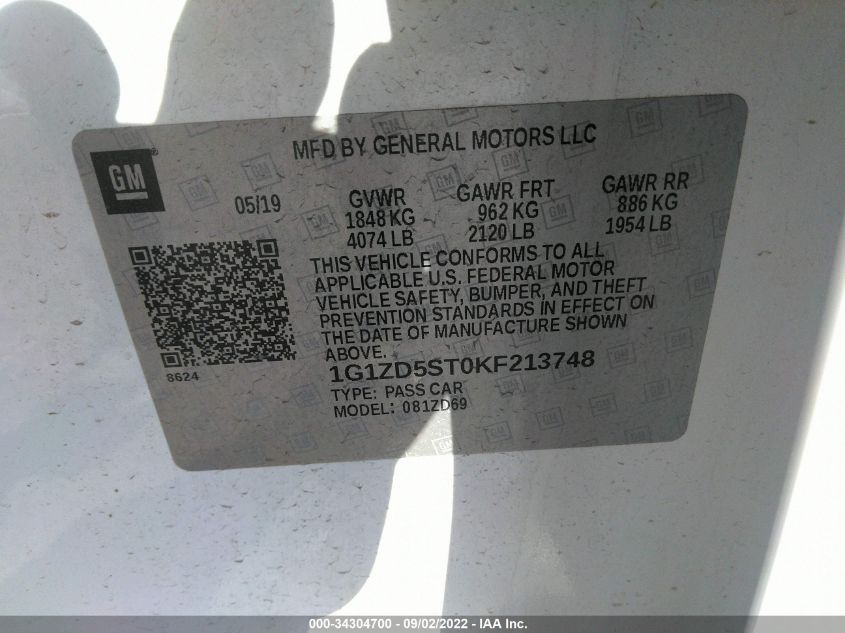 MFD BY GENERAL MOTORS LLC
GM
05/19
GVWR
1848 KG
4074 LB
GAWR FRT
962 KG
2120 LB
GAWR RR
886 KG
1954 LB
THIS VEHICLE CONFORMS TO ALL
APPLICABLE U.S. FEDERAL MOTOR
VEHICLE SAFETY, BUMPER, AND THEFT
PREVENTION STANDARDS IN EFFECT ON
THE DATE OF MANUFACTURE SHOWN
ABOVE.
8624
1G1ZD5ST0KF213748
TYPE: PASS CAR
MODEL: 081ZD69
000-34304700 - 09/02/2022 - IAA Inc.